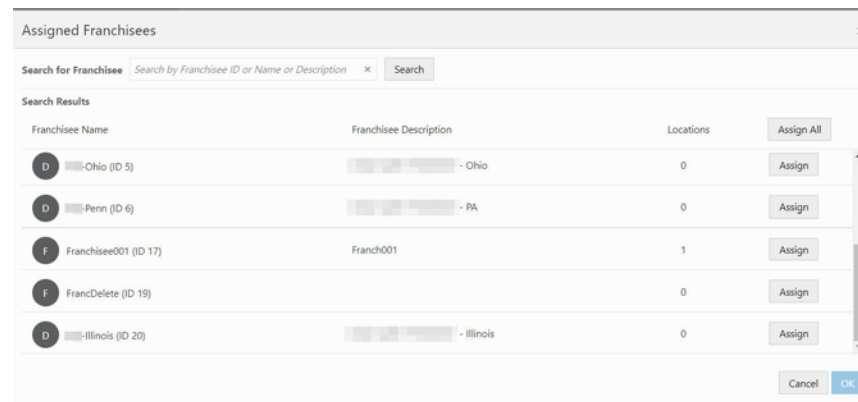 Assigned Franchisees
Search for Franchisee Search by Franchisee ID or Name or Description × Search
Search Results
Franchisee Name Franchisee Description Locations Assign All
D -Ohio (ID 5) - Ohio 0 Assign
D -Penn (ID 6) - PA 0 Assign
F Franchisee001 (ID 17) Franch001 1 Assign
F FrancDelete (ID 19) 0 Assign
D -Illinois (ID 20) - Illinois 0 Assign
Cancel OK